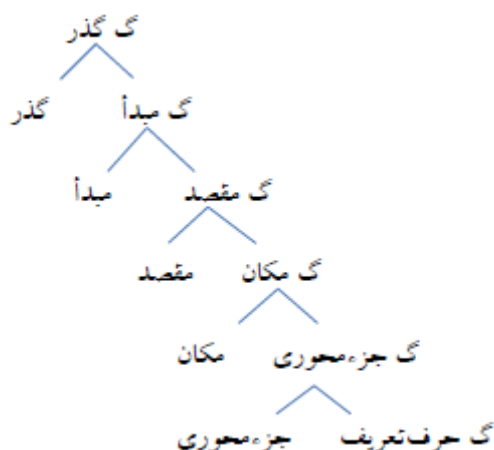 گ گذر
گ مبدأ گذر
گ مقصد مبدأ
گ مکان مقصد
گ جزءمحوری مکان
گ حرف‌تعریف جزءمحوری